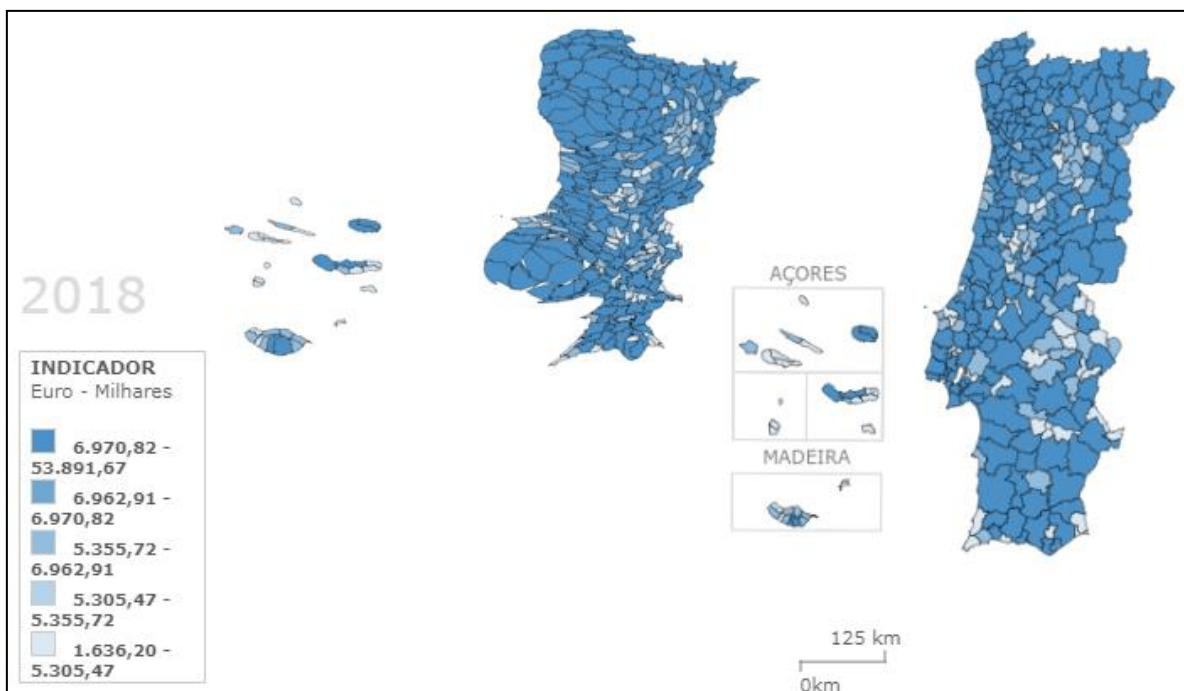 2018
INDICADOR
Euro - Milhares
6.970,82 -
53.891,67
6.962,91 -
6.970,82
5.355,72 -
6.962,91
5.305,47 -
5.355,72
1.636,20 -
5.305,47
AÇORES
MADEIRA
125 km
0km